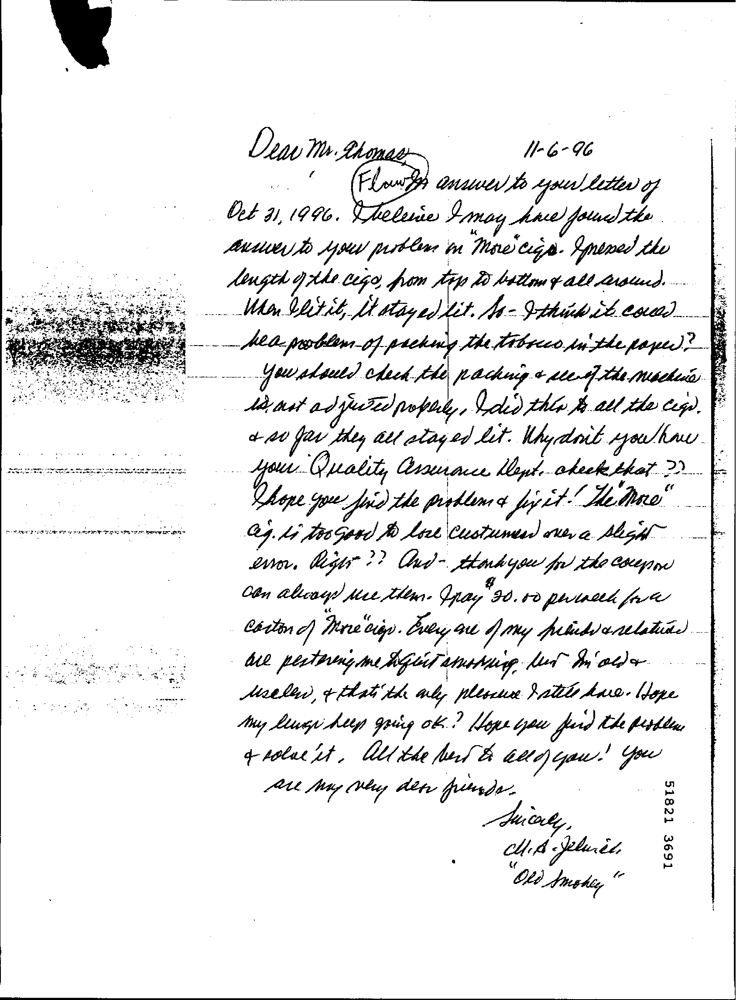 Dear Mr. Thomas, 11-6-96
Flaw In answer to your letter of
Oct 31, 1996. I beleive I may have found the
answer to your problem on "More" cigs. I pressed the
length of the cigs, from top to bottom & all around.
When I lit it, it stayed lit. So - I think it could
be a problem of packing the tobacco in the paper?
You should check the packing & see if the machine
is not adjusted properly. I did this to all the cigs.
& so far they all stayed lit. Why don't you have
your Quality Assurance Dept. check that ??
I hope you find the problem & fix it! The "More"
cig. is too good to lose customers over a slight
error. Right ?? And - thank you for the coupons
can always use them. I pay $20.00 per week for a
carton of "More" cigs. Every one of my friends & relatives
are pestering me to quit smoking, but I'm old &
useless, & that's the only pleasure I still have. Hope
my lungs keep going ok.? Hope you find the problem
& solve it. All the best to all of you! You
are my very dear friends.
Sincerely,
M.A.
"Old Smokey"
51821 3691